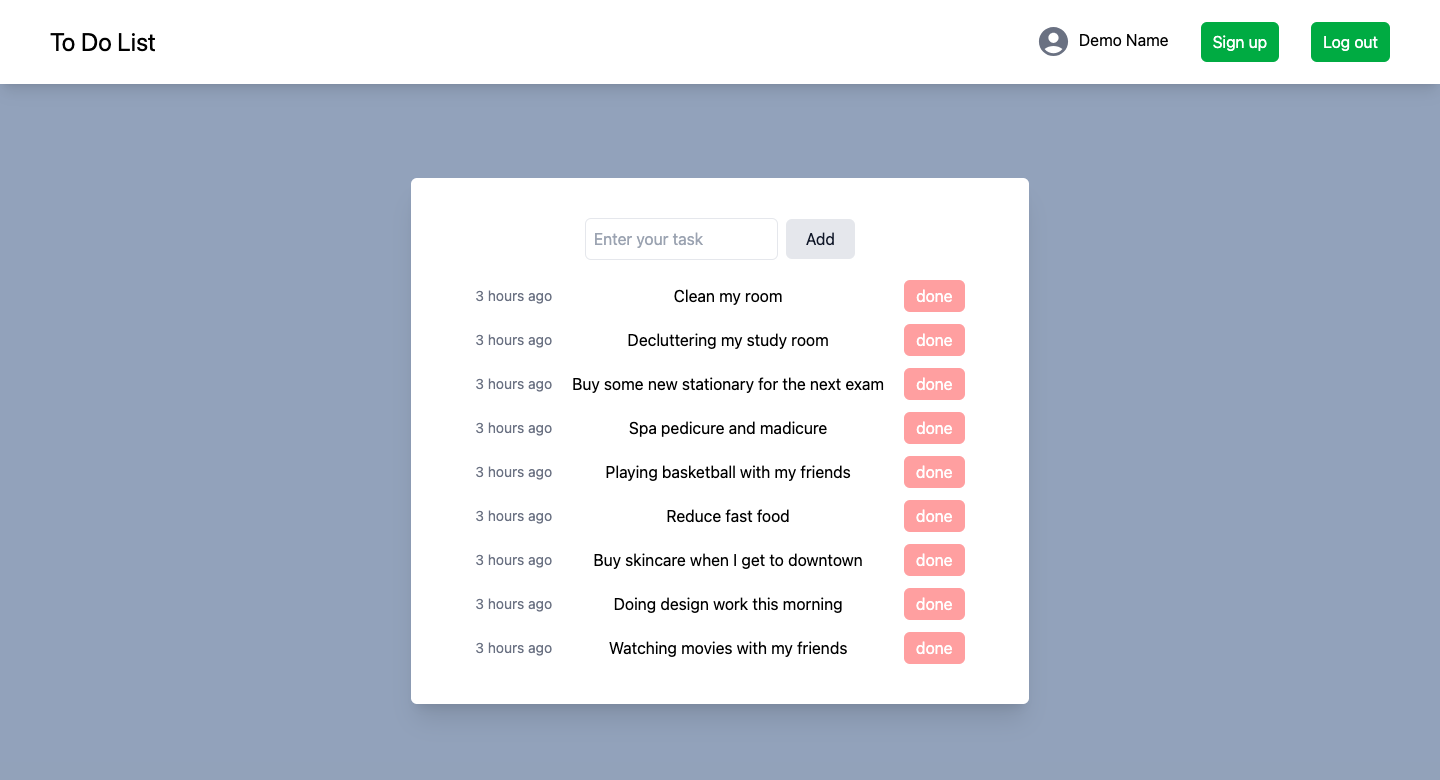 To Do List
Demo Name
Sign up
Log out
Enter your task
Add
3 hours ago Clean my room done
3 hours ago Decluttering my study room done
3 hours ago Buy some new stationary for the next exam done
3 hours ago Spa pedicure and madicure done
3 hours ago Playing basketball with my friends done
3 hours ago Reduce fast food done
3 hours ago Buy skincare when I get to downtown done
3 hours ago Doing design work this morning done
3 hours ago Watching movies with my friends done